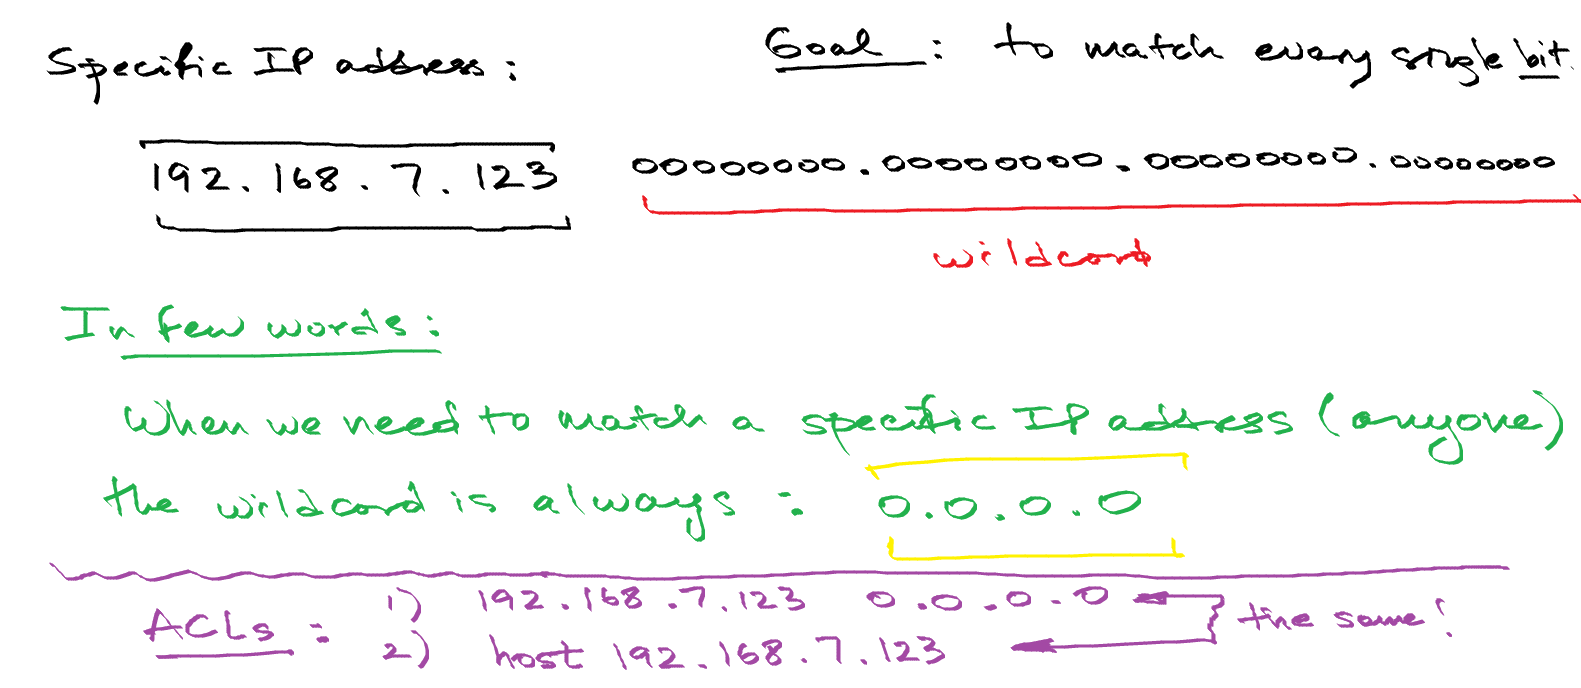 Specific IP address :
Goal : to match every single bit.
192.168.7.123
00000000.00000000.00000000.00000000
wildcard
In few words:
When we need to match a specific IP address (anyone)
the wildcard is always : 0.0.0.0
ACLs : 1) 192.168.7.123 0.0.0.0
2) host 192.168.7.123
the same!